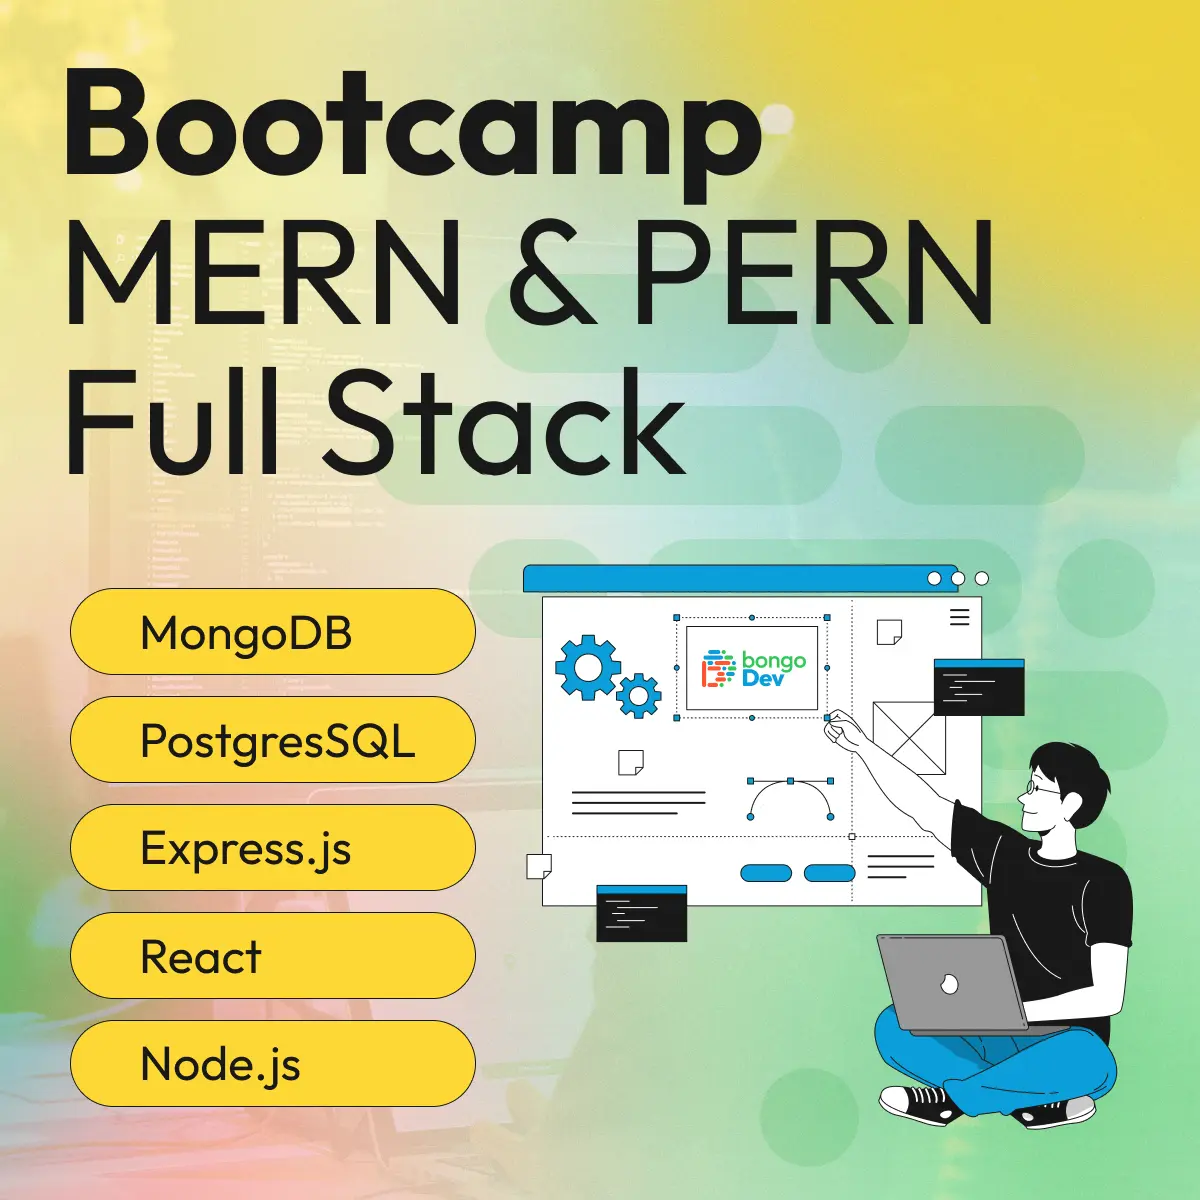 Bootcamp
MERN & PERN
Full Stack
MongoDB
PostgresSQL
Express.js
React
Node.js
bongo
Dev